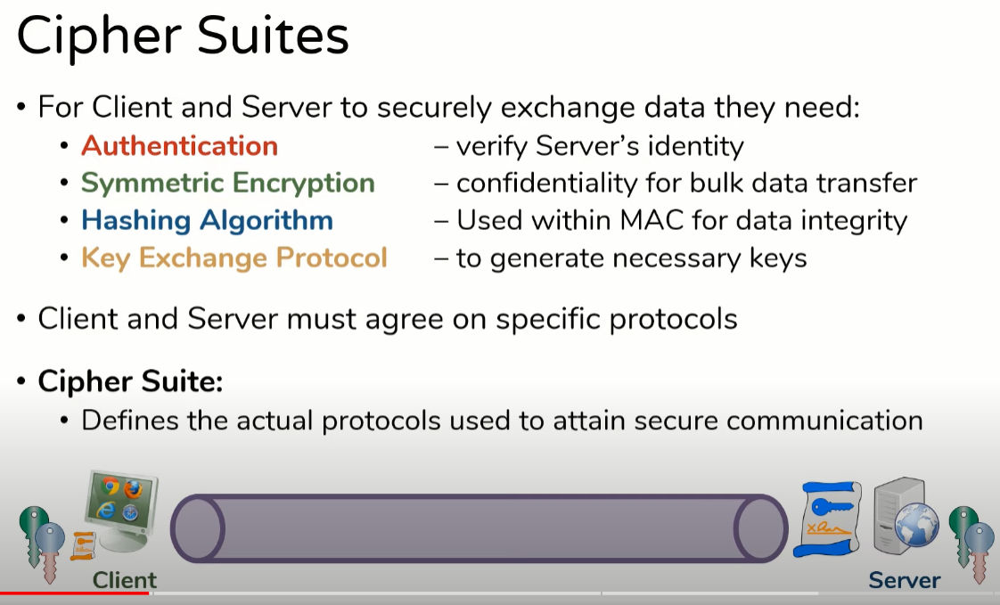 Cipher Suites
• For Client and Server to securely exchange data they need:
• Authentication – verify Server's identity
• Symmetric Encryption – confidentiality for bulk data transfer
• Hashing Algorithm – Used within MAC for data integrity
• Key Exchange Protocol – to generate necessary keys
• Client and Server must agree on specific protocols
• Cipher Suite:
• Defines the actual protocols used to attain secure communication
Client
Server